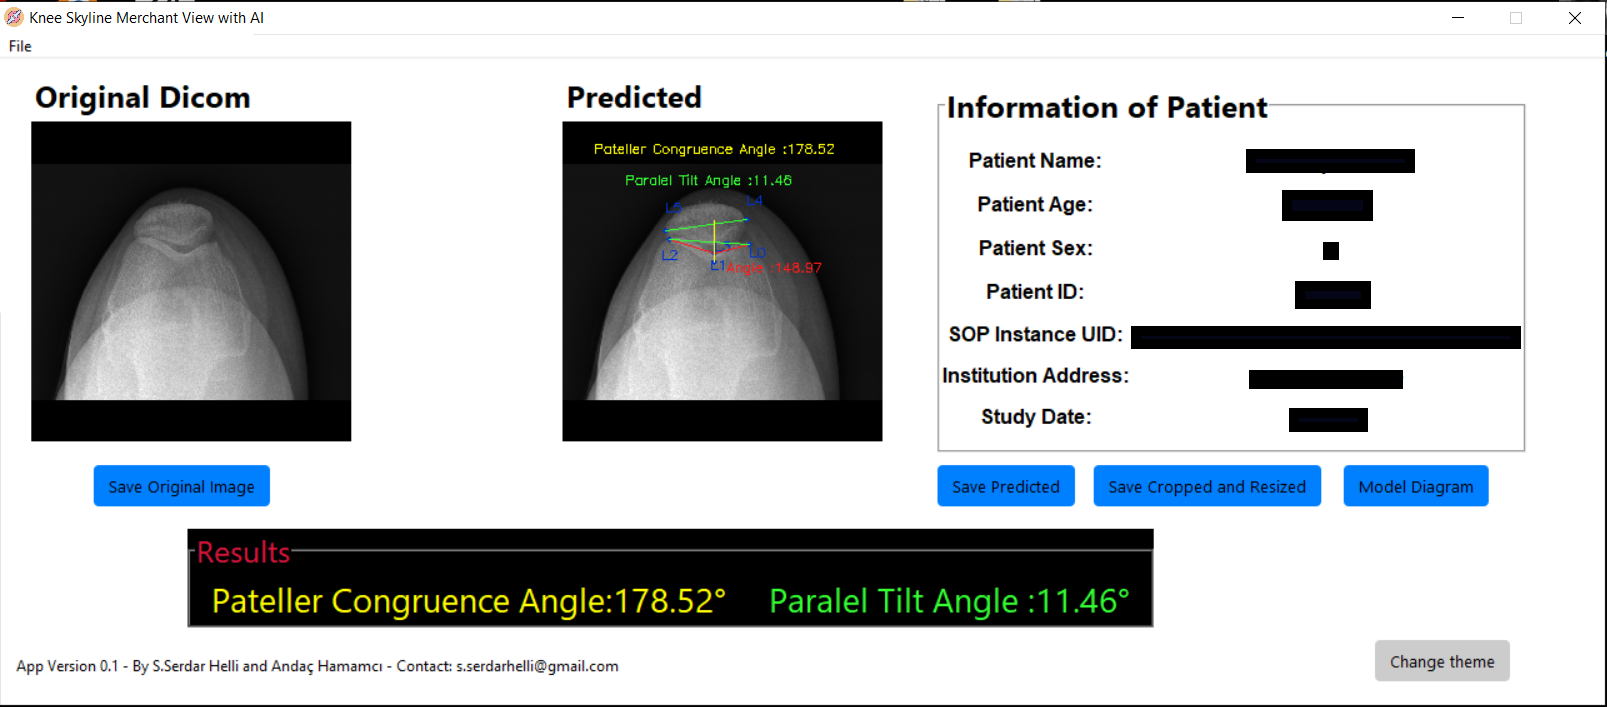 Knee Skyline Merchant View with AI
File
Original Dicom
Predicted
Information of Patient
Pateller Congruence Angle :178.52
Paralel Tilt Angle :11.46
L5
L4
L2
L0
L1
Angle :148.97
Patient Name:
Patient Age:
Patient Sex:
Patient ID:
SOP Instance UID:
Institution Address:
Study Date:
Save Original Image
Save Predicted
Save Cropped and Resized
Model Diagram
Results
Pateller Congruence Angle:178.52°
Paralel Tilt Angle :11.46°
App Version 0.1 - By S.Serdar Helli and Andaç Hamamcı - Contact: s.serdarhelli@gmail.com
Change theme